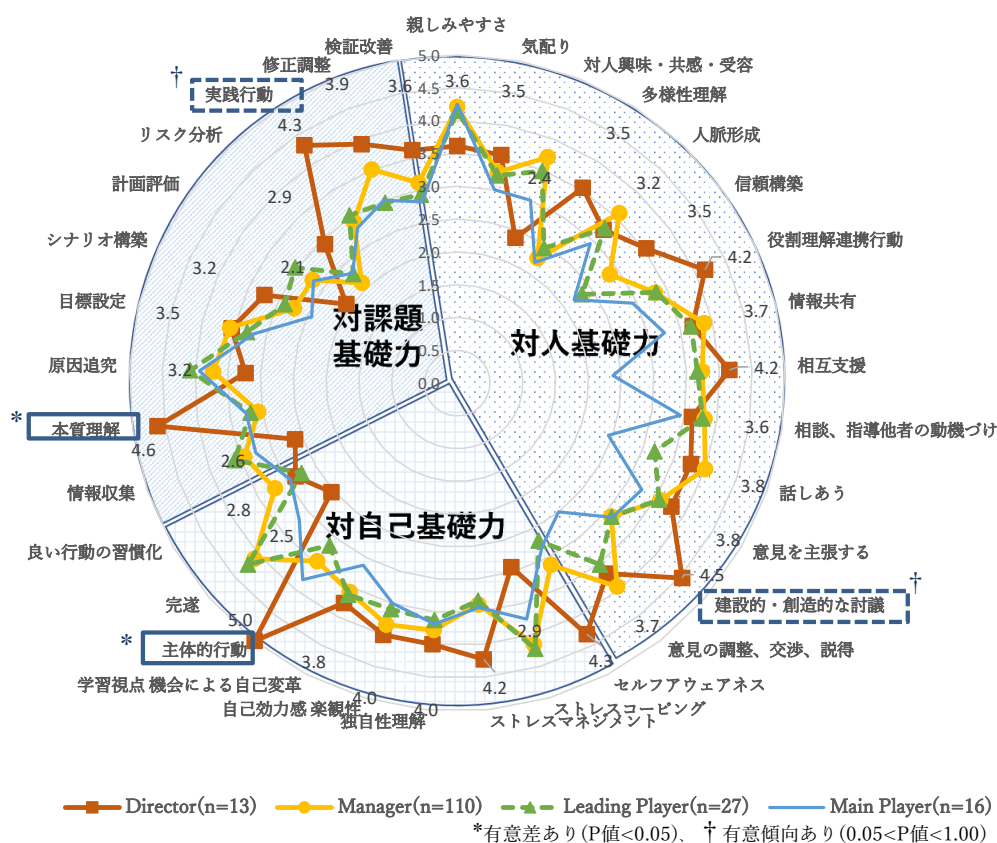 親しみやすさ
気配り
対人興味・共感・受容
多様性理解
人脈形成
信頼構築
役割理解連携行動
情報共有
相互支援
相談、指導他者の動機づけ
話しあう
意見を主張する
建設的・創造的な討議
†
意見の調整、交渉、説得
セルフアウェアネス
ストレスコーピング
ストレスマネジメント
独自性理解
自己効力感 楽観性
学習視点 機会による自己変革
主体的行動
*
完遂
良い行動の習慣化
情報収集
本質理解
*
原因追究
目標設定
シナリオ構築
計画評価
リスク分析
実践行動
†
修正調整
検証改善
5.0
4.5
4.0
3.5
3.0
2.5
2.0
1.5
1.0
0.5
0.0
3.6
3.5
2.4
3.5
3.2
3.5
4.2
3.7
4.2
3.6
3.8
3.8
4.5
3.7
4.3
2.9
4.2
4.0
4.0
3.8
5.0
2.5
2.8
2.6
4.6
3.2
3.5
3.2
2.1
2.9
4.3
3.9
3.6
対課題
基礎力
対人基礎力
対自己基礎力
Director(n=13)
Manager(n=110)
Leading Player(n=27)
Main Player(n=16)
*有意差あり(P値<0.05)、 † 有意傾向あり(0.05<P値<1.00)